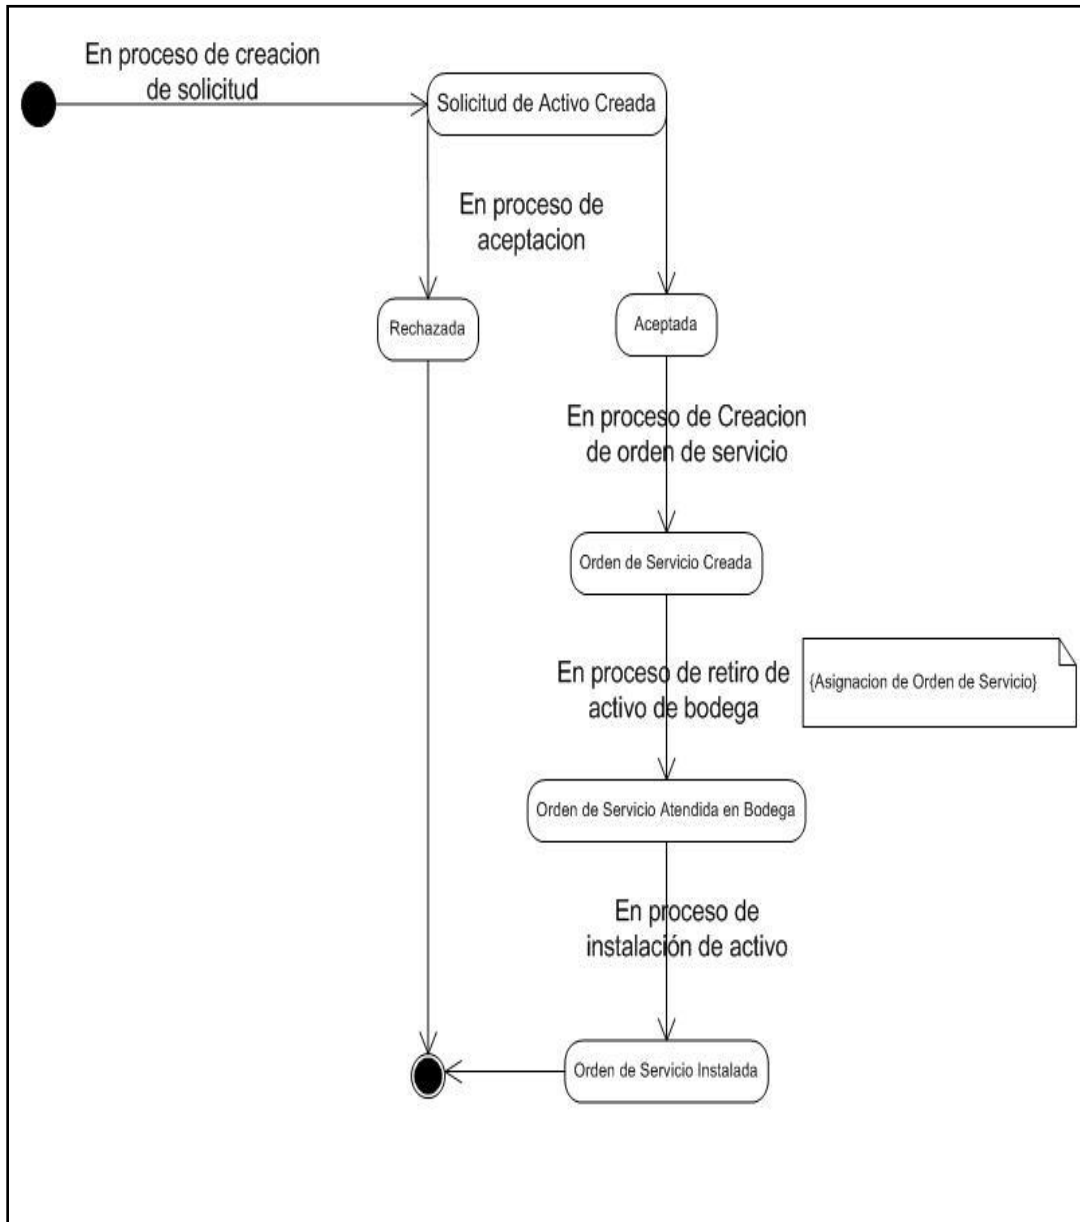 En proceso de creacion
de solicitud
Solicitud de Activo Creada
En proceso de
aceptacion
Rechazada
Aceptada
En proceso de Creacion
de orden de servicio
Orden de Servicio Creada
En proceso de retiro de
activo de bodega
{Asignacion de Orden de Servicio}
Orden de Servicio Atendida en Bodega
En proceso de
instalación de activo
Orden de Servicio Instalada